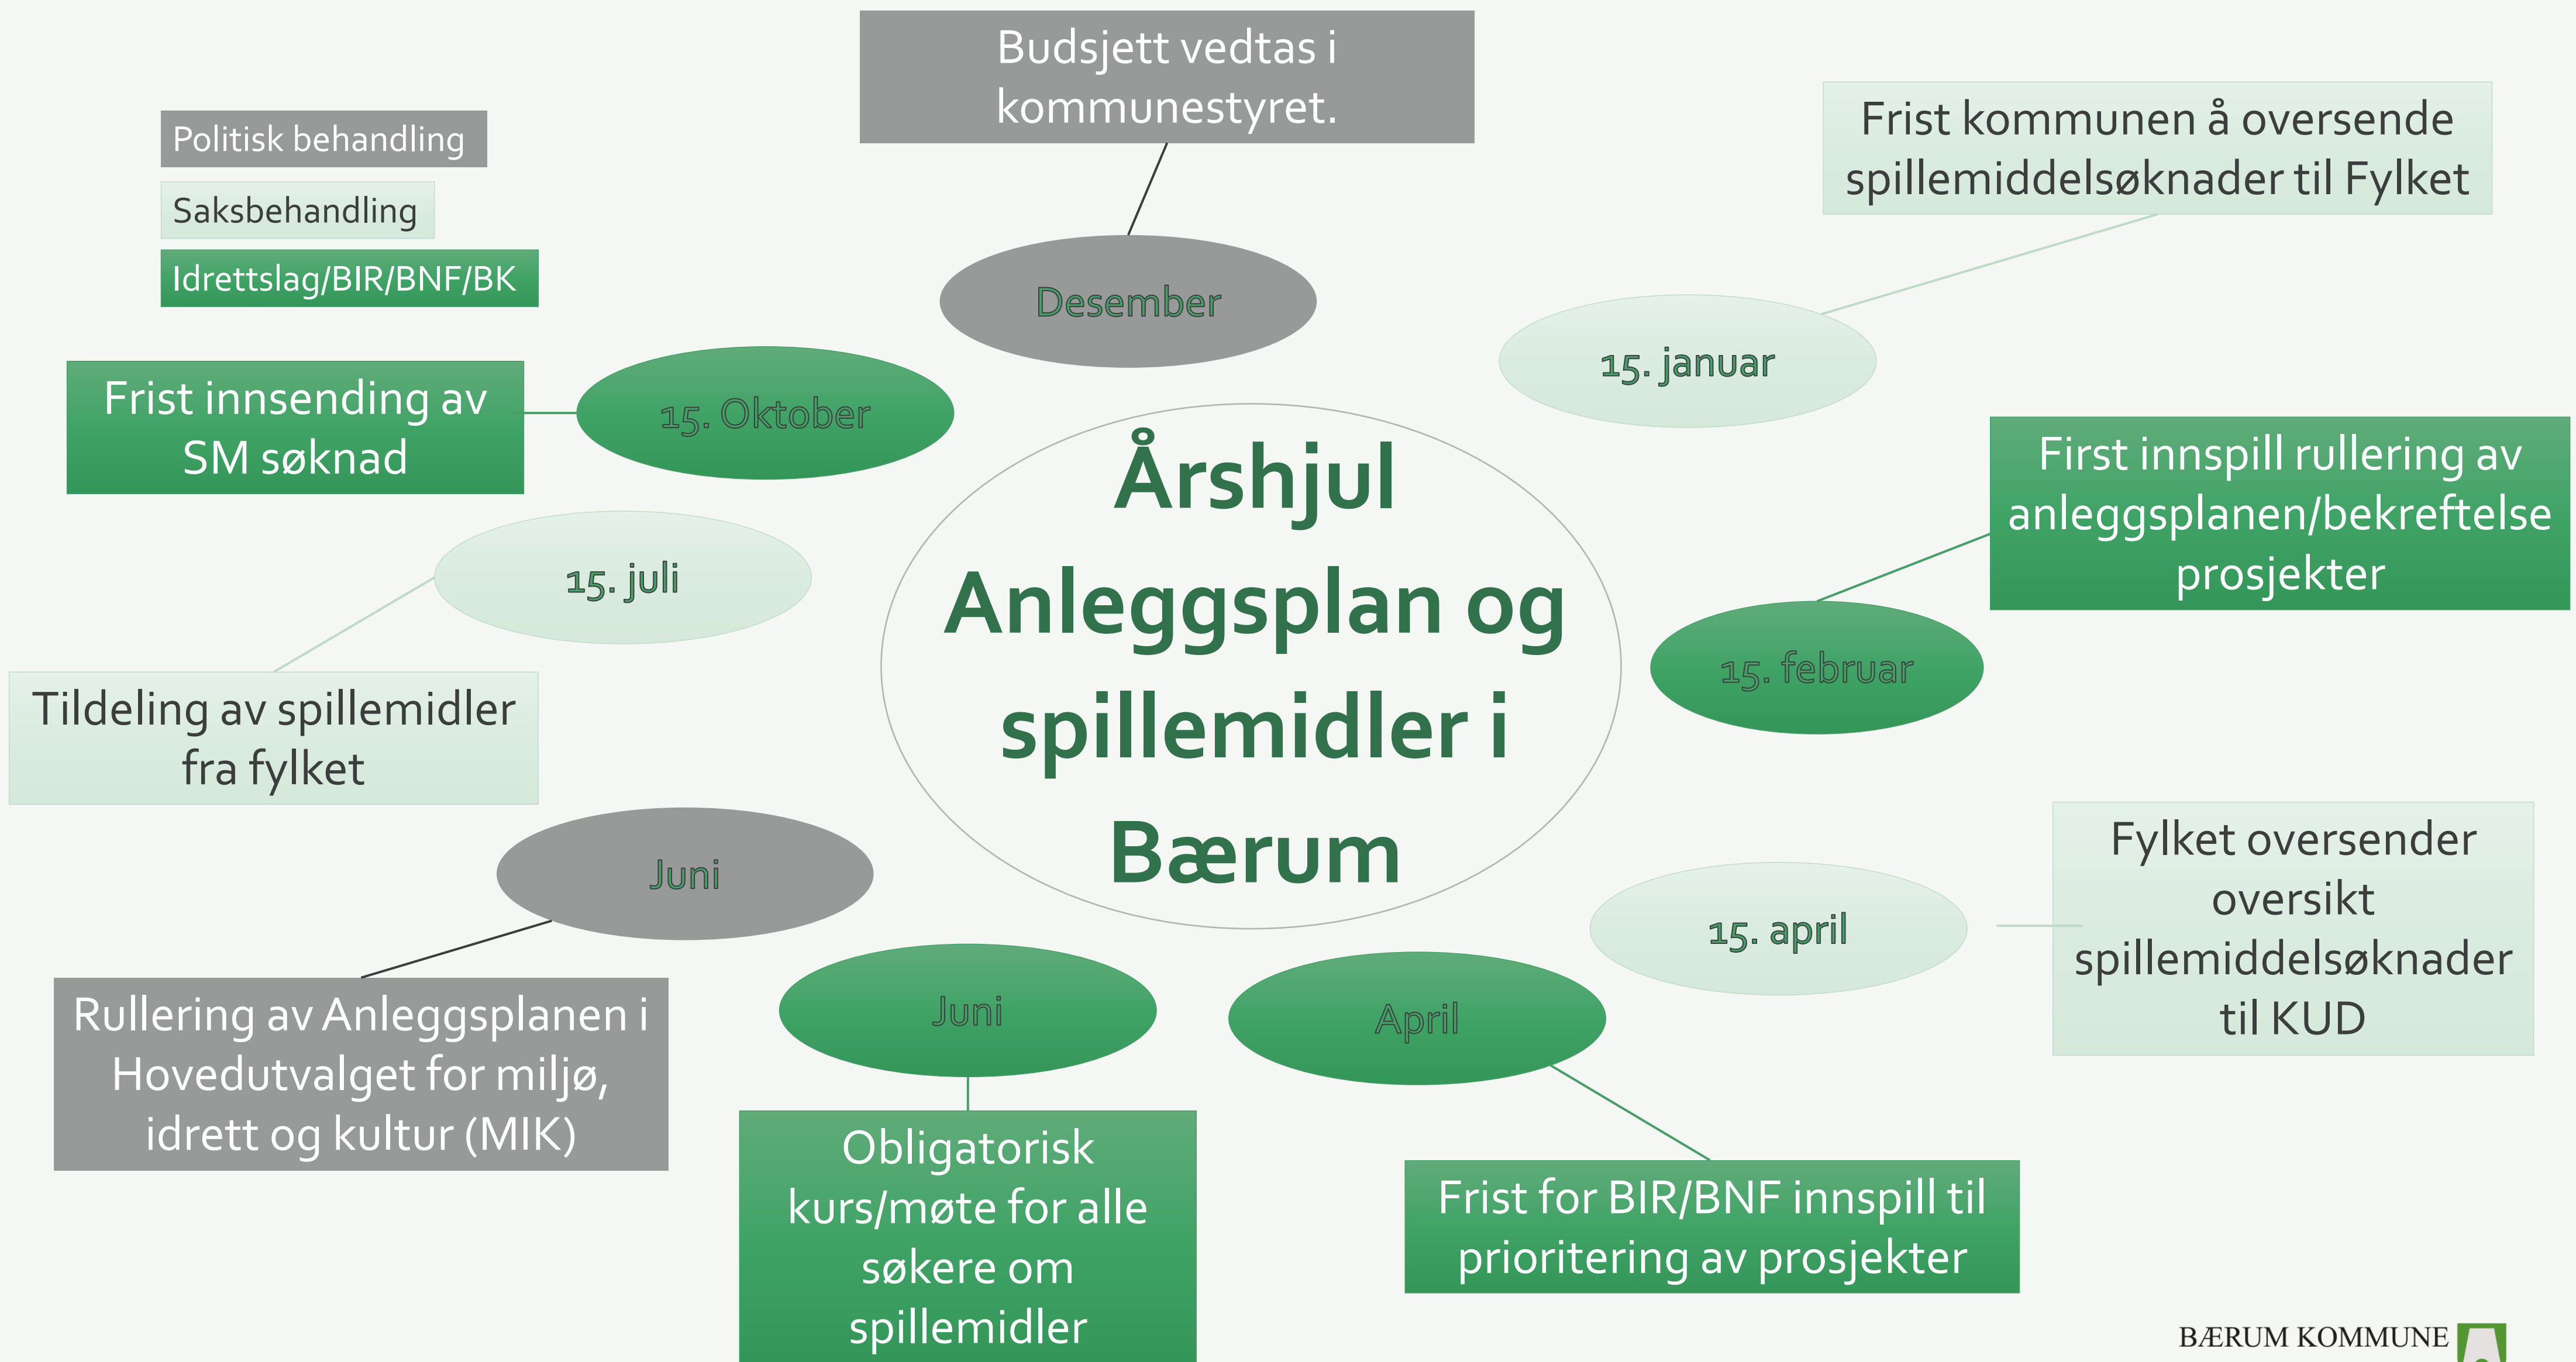 Budsjett vedtas i
kommunestyret.
Politisk behandling
Saksbehandling
Idrettslag/BIR/BNF/BK
Frist kommunen å oversende
spillemiddelsøknader til Fylket
Desember
15. januar
Frist innsending av
SM søknad
15. Oktober
First innspill rullering av
anleggsplanen/bekreftelse
prosjekter
Årshjul
Anleggsplan og
spillemidler i
Bærum
15. juli
15. februar
Tildeling av spillemidler
fra fylket
Juni
15. april
Fylket oversender
oversikt
spillemiddelsøknader
til KUD
Rullering av Anleggsplanen i
Hovedutvalget for miljø,
idrett og kultur (MIK)
Juni
April
Obligatorisk
kurs/møte for alle
søkere om
spillemidler
Frist for BIR/BNF innspill til
prioritering av prosjekter
BÆRUM KOMMUNE